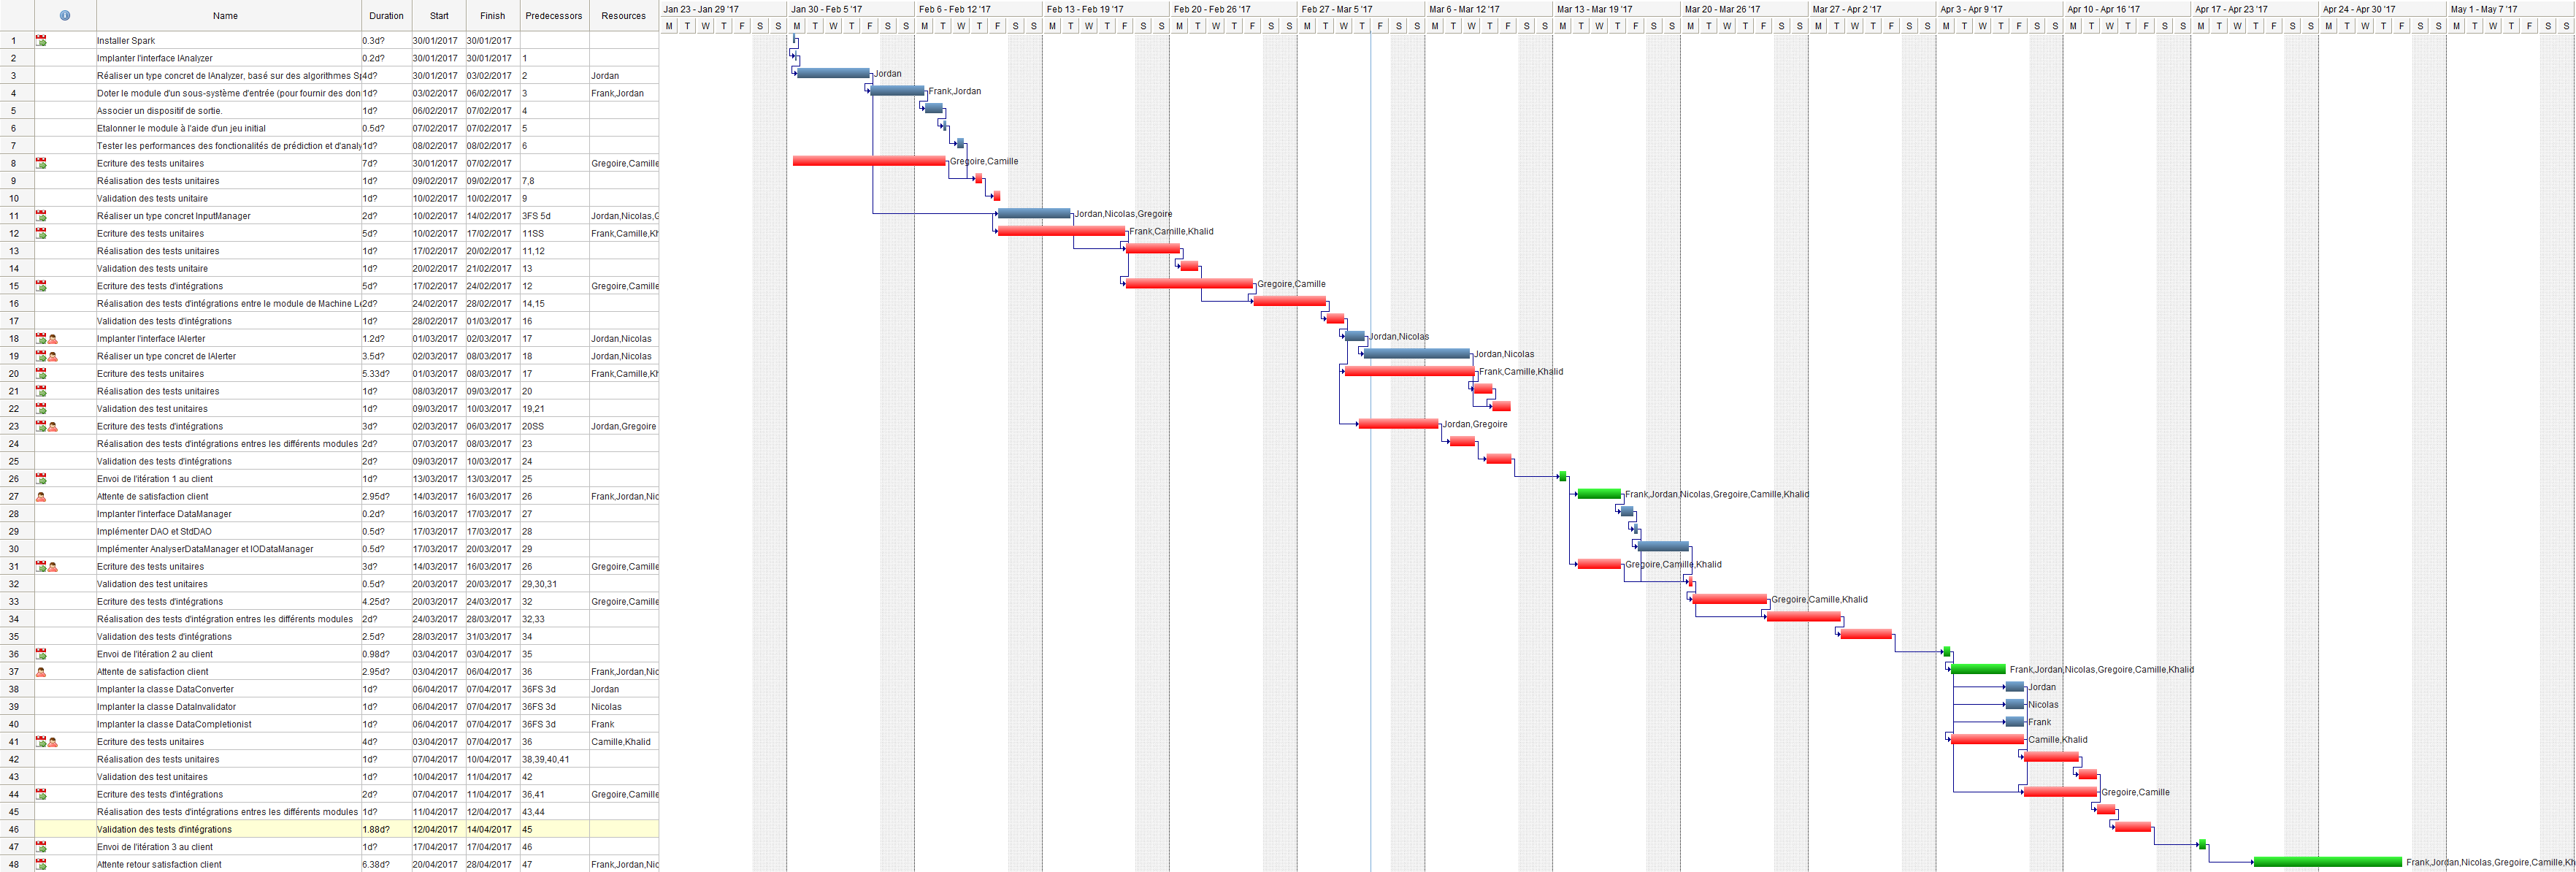 Name Duration Start Finish Predecessors Resources Jan 23 - Jan 29 '17 Jan 30 - Feb 5 '17 Feb 6 - Feb 12 '17 Feb 13 - Feb 19 '17 Feb 20 - Feb 26 '17 Feb 27 - Mar 5 '17 Mar 6 - Mar 12 '17 Mar 13 - Mar 19 '17 Mar 20 - Mar 26 '17 Mar 27 - Apr 2 '17 Apr 3 - Apr 9 '17 Apr 10 - Apr 16 '17 Apr 17 - Apr 23 '17 Apr 24 - Apr 30 '17 May 1 - May 7 '17
M T W T F S S M T W T F S S M T W T F S S M T W T F S S M T W T F S S M T W T F S S M T W T F S S M T W T F S S M T W T F S S M T W T F S S M T W T F S S M T W T F S S M T W T F S S M T W T F S S M T W T F S S
1 Installer Spark 0.3d? 30/01/2017 30/01/2017
2 Implanter l'interface IAnalyzer 0.2d? 30/01/2017 30/01/2017 1
3 Réaliser un type concret de IAnalyzer, basé sur des algorithmes Sp 4d? 30/01/2017 03/02/2017 2 Jordan Jordan
4 Doter le module d'un sous-système d'entrée (pour fournir des don 1d? 03/02/2017 06/02/2017 3 Frank,Jordan Frank,Jordan
5 Associer un dispositif de sortie. 1d? 06/02/2017 07/02/2017 4
6 Etalonner le module à l'aide d'un jeu initial 0.5d? 07/02/2017 07/02/2017 5
7 Tester les performances des fonctionalités de prédiction et d'analy 1d? 08/02/2017 08/02/2017 6
8 Ecriture des tests unitaires 7d? 30/01/2017 07/02/2017 Gregoire,Camille Gregoire,Camille
9 Réalisation des tests unitaires 1d? 09/02/2017 09/02/2017 7,8
10 Validation des tests unitaire 1d? 10/02/2017 10/02/2017 9
11 Réaliser un type concret InputManager 2d? 10/02/2017 14/02/2017 3FS 5d Jordan,Nicolas,G Jordan,Nicolas,Gregoire
12 Ecriture des tests unitaires 5d? 10/02/2017 17/02/2017 11SS Frank,Camille,Kh Frank,Camille,Khalid
13 Réalisation des tests unitaires 1d? 17/02/2017 20/02/2017 11,12
14 Validation des tests unitaire 1d? 20/02/2017 21/02/2017 13
15 Ecriture des tests d'intégrations 5d? 17/02/2017 24/02/2017 12 Gregoire,Camille Gregoire,Camille
16 Réalisation des tests d'intégrations entre le module de Machine Le 2d? 24/02/2017 28/02/2017 14,15
17 Validation des tests d'intégrations 1d? 28/02/2017 01/03/2017 16
18 Implanter l'interface IAlerter 1.2d? 01/03/2017 02/03/2017 17 Jordan,Nicolas Jordan,Nicolas
19 Réaliser un type concret de IAlerter 3.5d? 02/03/2017 08/03/2017 18 Jordan,Nicolas Jordan,Nicolas
20 Ecriture des tests unitaires 5.33d? 01/03/2017 08/03/2017 17 Frank,Camille,Kh Frank,Camille,Khalid
21 Réalisation des tests unitaires 1d? 08/03/2017 09/03/2017 20
22 Validation des test unitaires 1d? 09/03/2017 10/03/2017 19,21
23 Ecriture des tests d'intégrations 3d? 02/03/2017 06/03/2017 20SS Jordan,Gregoire Jordan,Gregoire
24 Réalisation des tests d'intégrations entres les différents modules 2d? 07/03/2017 08/03/2017 23
25 Validation des tests d'intégrations 2d? 09/03/2017 10/03/2017 24
26 Envoi de l'itération 1 au client 1d? 13/03/2017 13/03/2017 25
27 Attente de satisfaction client 2.95d? 14/03/2017 16/03/2017 26 Frank,Jordan,Nic Frank,Jordan,Nicolas,Gregoire,Camille,Khalid
28 Implanter l'interface DataManager 0.2d? 16/03/2017 17/03/2017 27
29 Implémenter DAO et StdDAO 0.5d? 17/03/2017 17/03/2017 28
30 Implémenter AnalyserDataManager et IODataManager 0.5d? 17/03/2017 20/03/2017 29
31 Ecriture des tests unitaires 3d? 14/03/2017 16/03/2017 26 Gregoire,Camille Gregoire,Camille,Khalid
32 Validation des test unitaires 0.5d? 20/03/2017 20/03/2017 29,30,31
33 Ecriture des tests d'intégrations 4.25d? 20/03/2017 24/03/2017 32 Gregoire,Camille Gregoire,Camille,Khalid
34 Réalisation des tests d'intégration entres les différents modules 2d? 24/03/2017 28/03/2017 32,33
35 Validation des tests d'intégrations 2.5d? 28/03/2017 31/03/2017 34
36 Envoi de l'itération 2 au client 0.98d? 03/04/2017 03/04/2017 35
37 Attente de satisfaction client 2.95d? 03/04/2017 06/04/2017 36 Frank,Jordan,Nic Frank,Jordan,Nicolas,Gregoire,Camille,Khalid
38 Implanter la classe DataConverter 1d? 06/04/2017 07/04/2017 36FS 3d Jordan Jordan
39 Implanter la classe DataInvalidator 1d? 06/04/2017 07/04/2017 36FS 3d Nicolas Nicolas
40 Implanter la classe DataCompletionist 1d? 06/04/2017 07/04/2017 36FS 3d Frank Frank
41 Ecriture des tests unitaires 4d? 03/04/2017 07/04/2017 36 Camille,Khalid Camille,Khalid
42 Réalisation des tests unitaires 1d? 07/04/2017 10/04/2017 38,39,40,41
43 Validation des test unitaires 1d? 10/04/2017 11/04/2017 42
44 Ecriture des tests d'intégrations 2d? 07/04/2017 11/04/2017 36,41 Gregoire,Camille Gregoire,Camille
45 Réalisation des tests d'intégrations entres les différents modules 1d? 11/04/2017 12/04/2017 43,44
46 Validation des tests d'intégrations 1.88d? 12/04/2017 14/04/2017 45
47 Envoi de l'itération 3 au client 1d? 17/04/2017 17/04/2017 46
48 Attente retour satisfaction client 6.38d? 20/04/2017 28/04/2017 47 Frank,Jordan,Nic Frank,Jordan,Nicolas,Gregoire,Camille,Kh